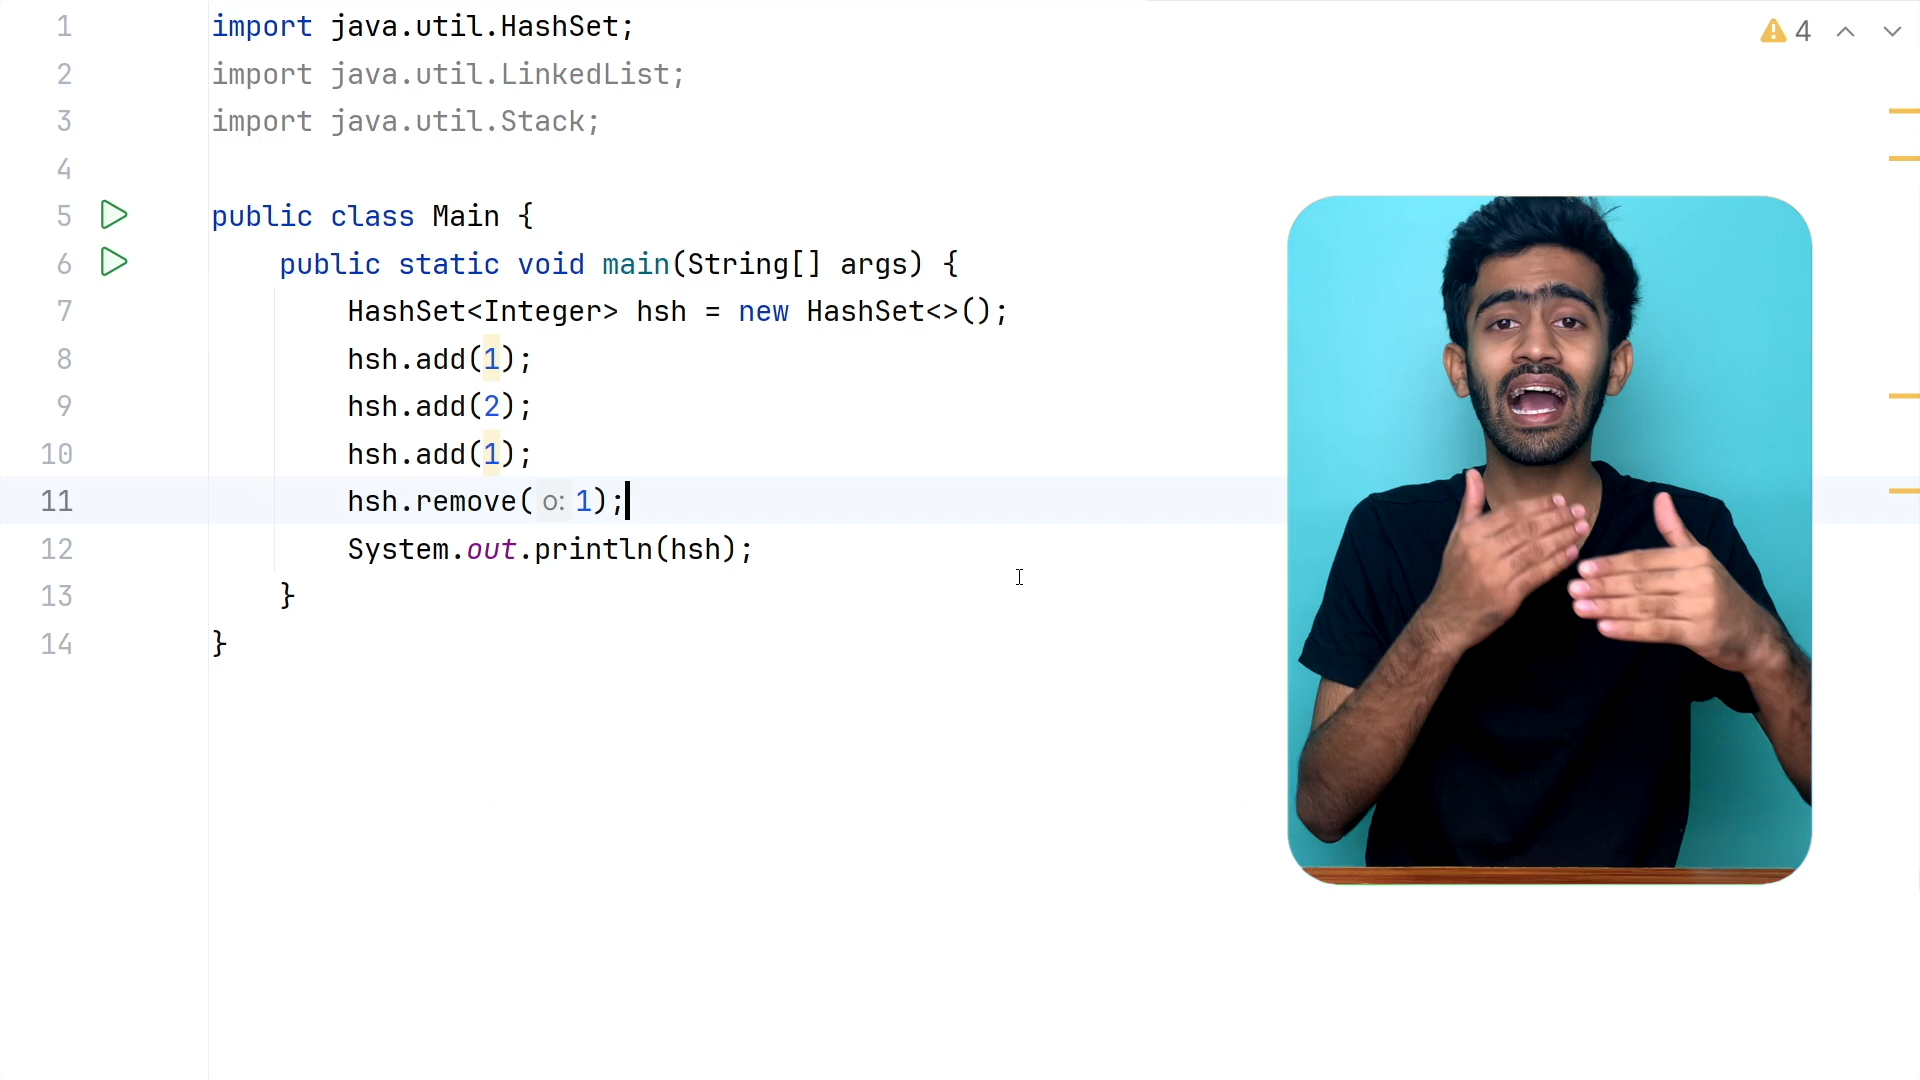 1 import java.util.HashSet;
2 import java.util.LinkedList;
3 import java.util.Stack;
4
5 public class Main {
6 public static void main(String[] args) {
7 HashSet<Integer> hsh = new HashSet<>();
8 hsh.add(1);
9 hsh.add(2);
10 hsh.add(1);
11 hsh.remove( o: 1);
12 System.out.println(hsh);
13 }
14 }
4